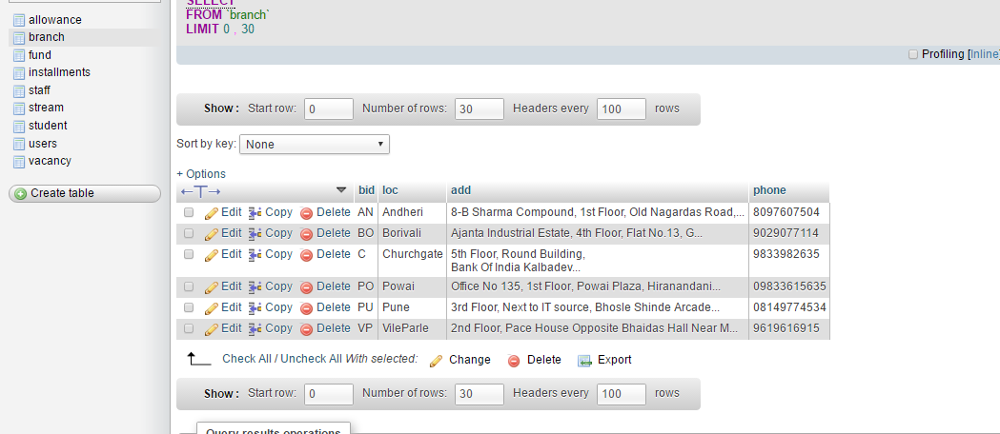 SELECT
FROM `branch`
LIMIT 0 , 30
Profiling [Inline]
allowance
branch
fund
installments
staff
stream
student
users
vacancy
Create table
Show : Start row: 0 Number of rows: 30 Headers every 100 rows
Sort by key: None
+ Options
←T→ bid loc add phone
Edit Copy Delete AN Andheri 8-B Sharma Compound, 1st Floor, Old Nagardas Road,... 8097607504
Edit Copy Delete BO Borivali Ajanta Industrial Estate, 4th Floor, Flat No.13, G... 9029077114
Edit Copy Delete C Churchgate 5th Floor, Round Building, 9833982635
Bank Of India Kalbadev...
Edit Copy Delete PO Powai Office No 135, 1st Floor, Powai Plaza, Hiranandani... 09833615635
Edit Copy Delete PU Pune 3rd Floor, Next to IT source, Bhosle Shinde Arcade... 08149774534
Edit Copy Delete VP VileParle 2nd Floor, Pace House Opposite Bhaidas Hall Near M... 9619616915
Check All / Uncheck All With selected: Change Delete Export
Show : Start row: 0 Number of rows: 30 Headers every 100 rows
Query results operations